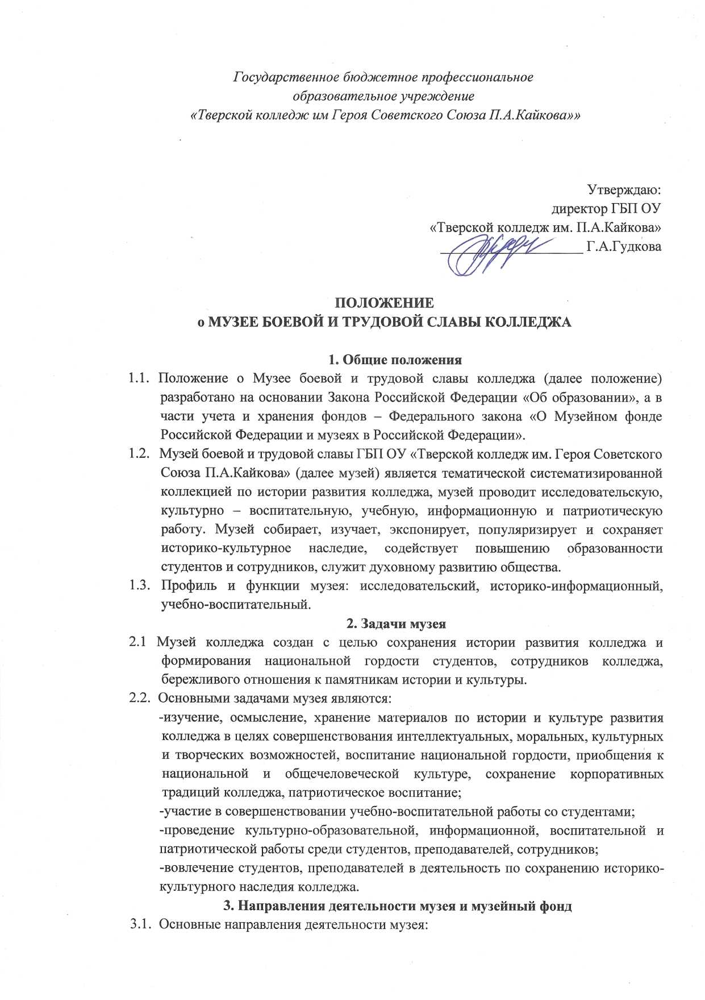 Государственное бюджетное профессиональное
образовательное учреждение
«Тверской колледж им Героя Советского Союза П.А.Кайкова»»
Утверждаю:
директор ГБП ОУ
«Тверской колледж им. П.А.Кайкова»
____________________ Г.А.Гудкова
ПОЛОЖЕНИЕ
о МУЗЕЕ БОЕВОЙ И ТРУДОВОЙ СЛАВЫ КОЛЛЕДЖА
1. Общие положения
1.1. Положение о Музее боевой и трудовой славы колледжа (далее положение)
разработано на основании Закона Российской Федерации «Об образовании», а в
части учета и хранения фондов – Федерального закона «О Музейном фонде
Российской Федерации и музеях в Российской Федерации».
1.2. Музей боевой и трудовой славы ГБП ОУ «Тверской колледж им. Героя Советского
Союза П.А.Кайкова» (далее музей) является тематической систематизированной
коллекцией по истории развития колледжа, музей проводит исследовательскую,
культурно – воспитательную, учебную, информационную и патриотическую
работу. Музей собирает, изучает, экспонирует, популяризирует и сохраняет
историко-культурное наследие, содействует повышению образованности
студентов и сотрудников, служит духовному развитию общества.
1.3. Профиль и функции музея: исследовательский, историко-информационный,
учебно-воспитательный.
2. Задачи музея
2.1 Музей колледжа создан с целью сохранения истории развития колледжа и
формирования национальной гордости студентов, сотрудников колледжа,
бережливого отношения к памятникам истории и культуры.
2.2. Основными задачами музея являются:
-изучение, осмысление, хранение материалов по истории и культуре развития
колледжа в целях совершенствования интеллектуальных, моральных, культурных
и творческих возможностей, воспитание национальной гордости, приобщения к
национальной и общечеловеческой культуре, сохранение корпоративных
традиций колледжа, патриотическое воспитание;
-участие в совершенствовании учебно-воспитательной работы со студентами;
-проведение культурно-образовательной, информационной, воспитательной и
патриотической работы среди студентов, преподавателей, сотрудников;
-вовлечение студентов, преподавателей в деятельность по сохранению историко-
культурного наследия колледжа.
3. Направления деятельности музея и музейный фонд
3.1. Основные направления деятельности музея: